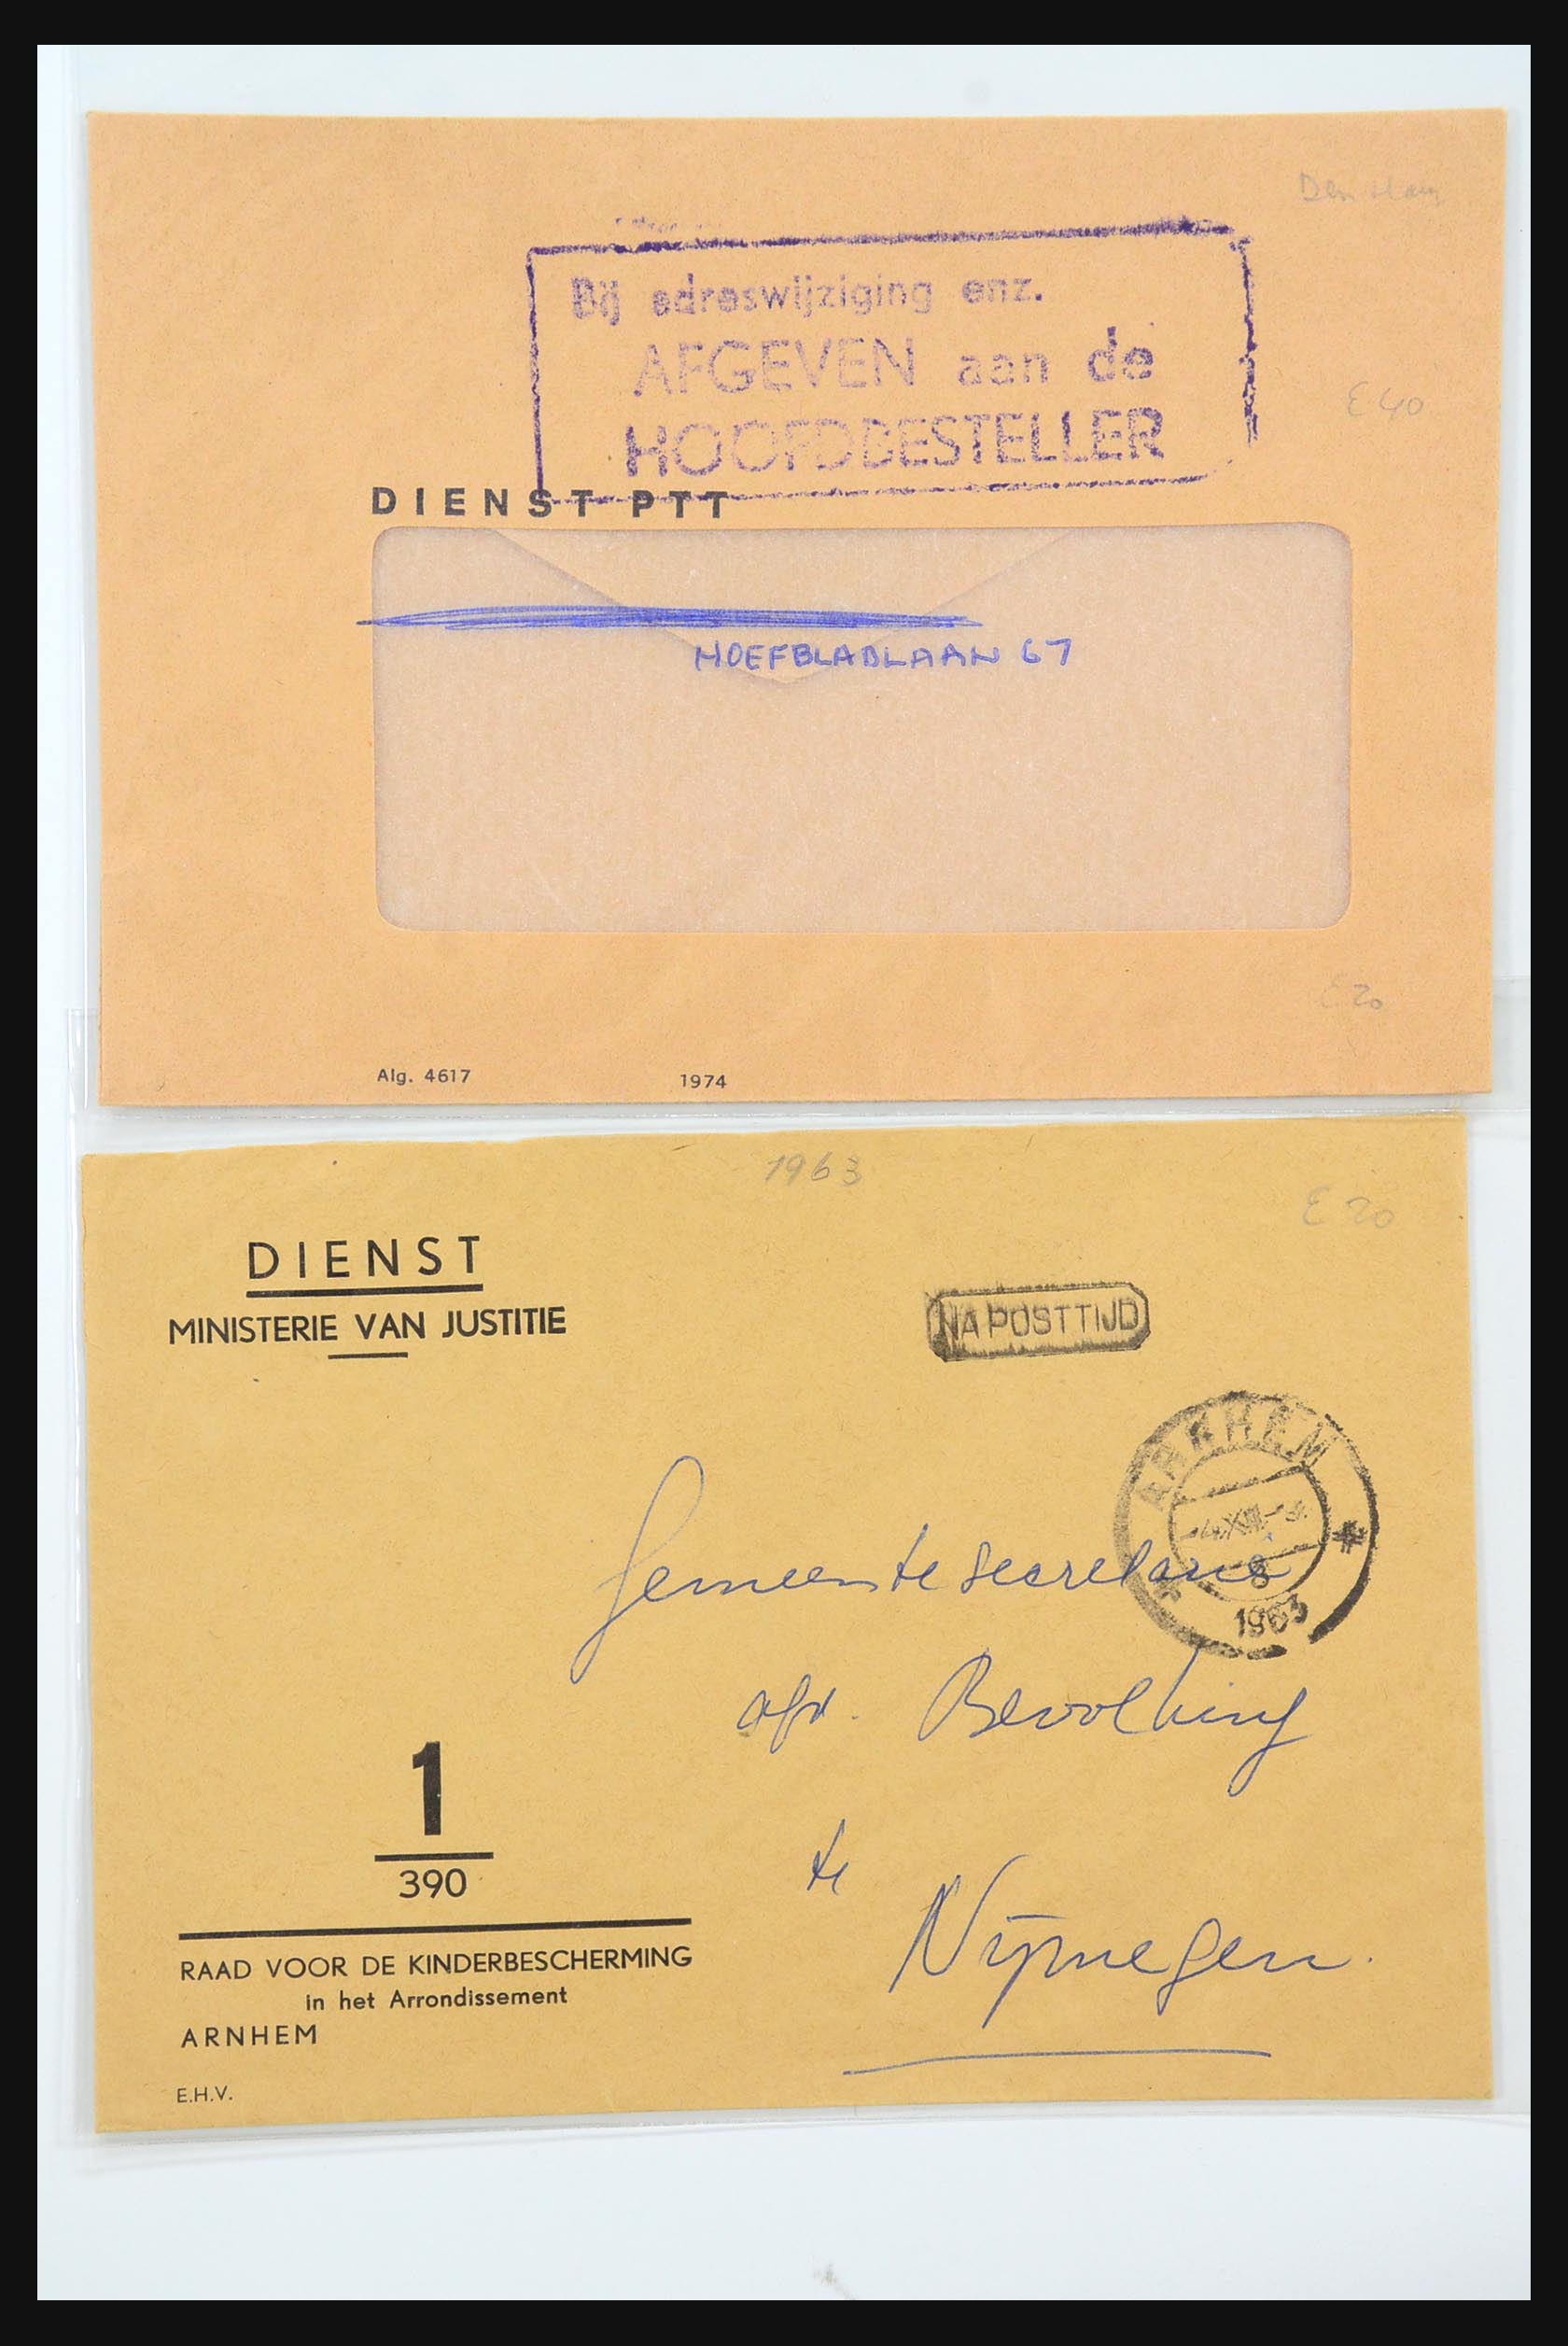 Den Haag
Bij adreswijziging enz.
AFGEVEN aan de
HOOFDBESTELLER
E 40
DIENST PTT
HOEFBLADLAAN 67
E 20
Alg. 4617 1974
1963
E 20
DIENST
MINISTERIE VAN JUSTITIE
NA POSTTIJD
ARNHEM
1963
Gemeentesecretarie
afd. Bevolking
te
Nijmegen.
1
390
RAAD VOOR DE KINDERBESCHERMING
in het Arrondissement
ARNHEM
E.H.V.